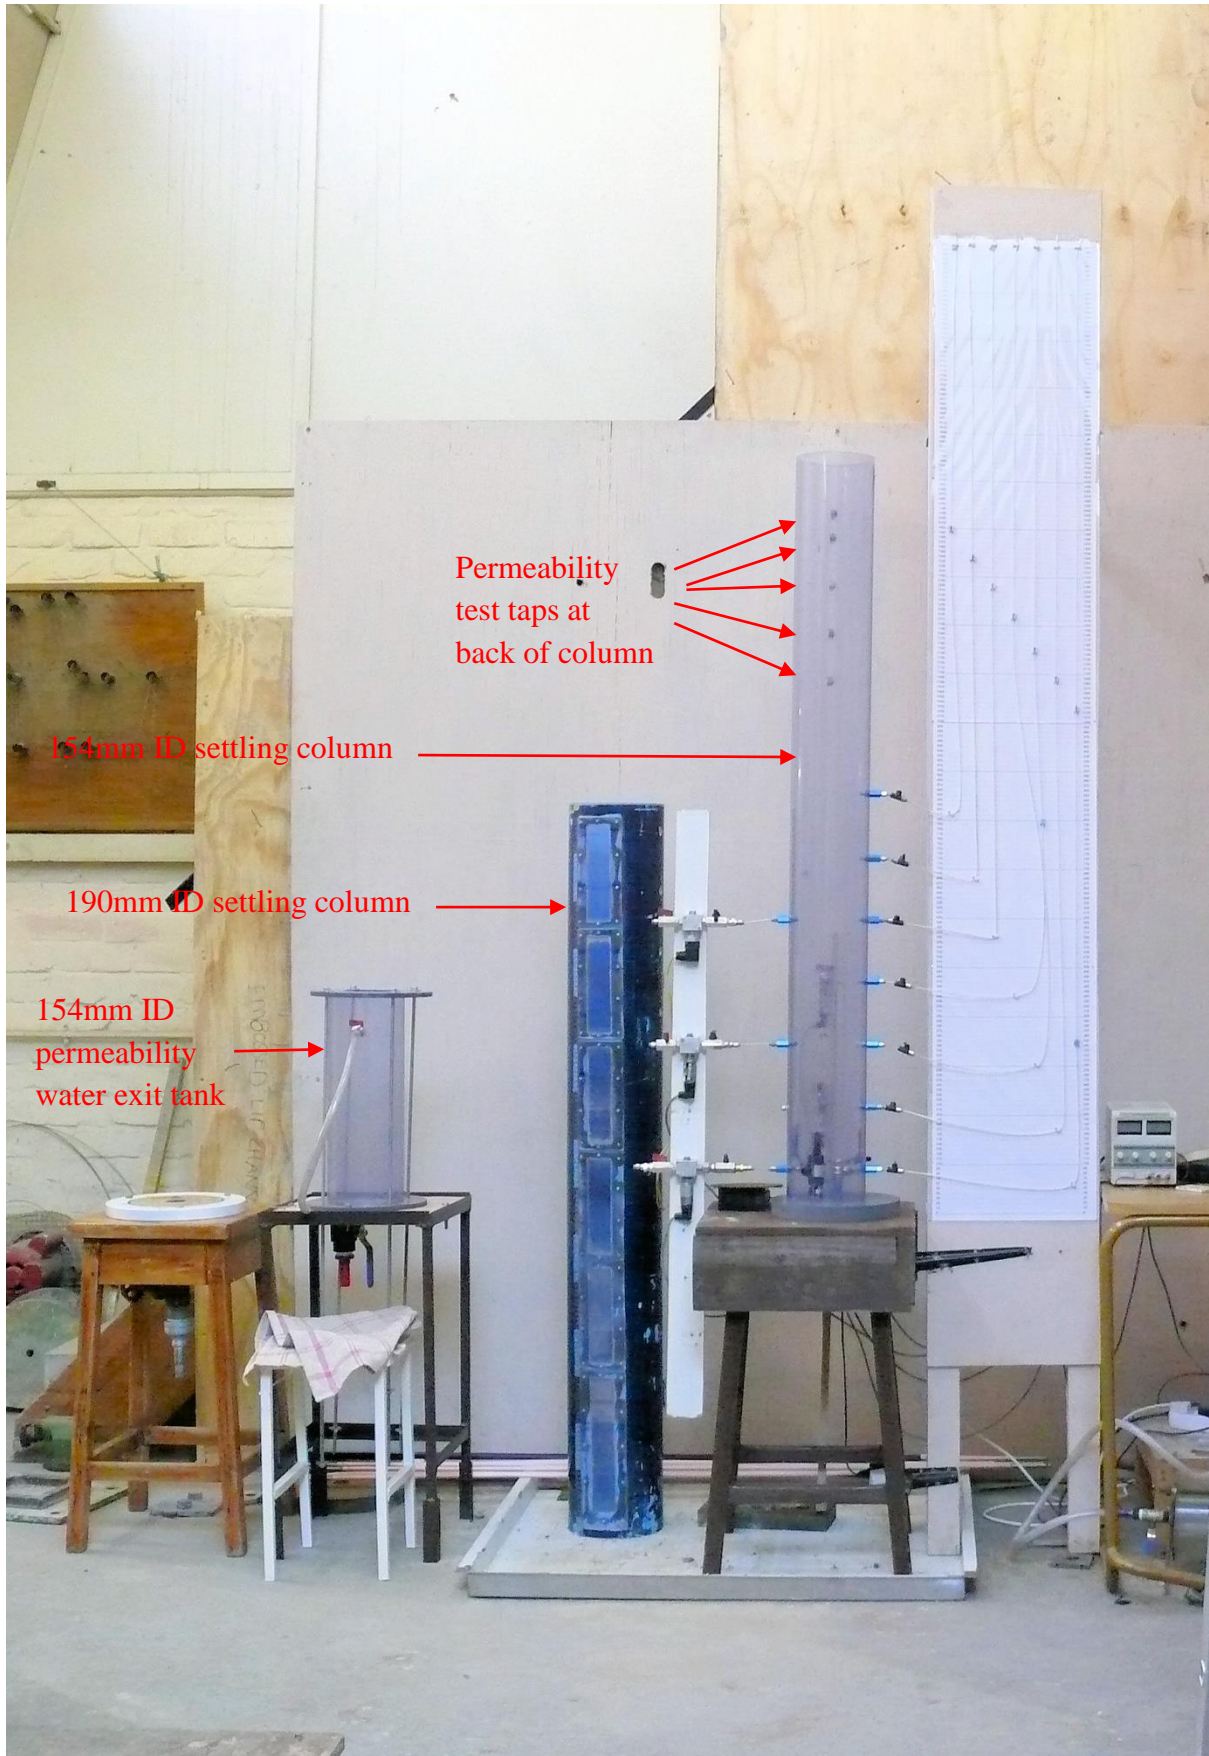 Permeability
test taps at
back of column
154mm ID settling column
190mm ID settling column
154mm ID
permeability
water exit tank